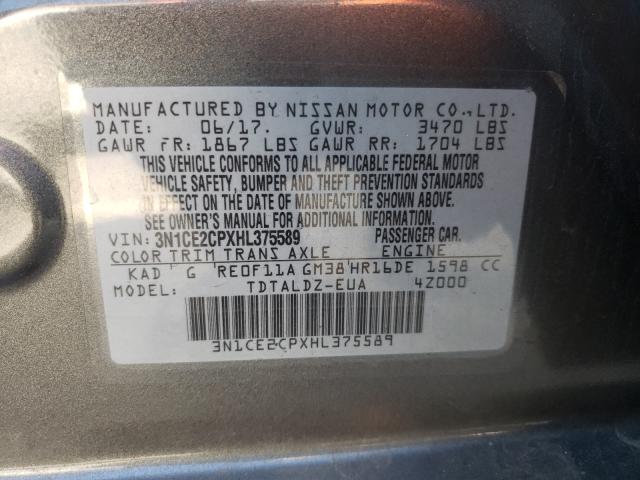 MANUFACTURED BY NISSAN MOTOR CO., LTD.
DATE: 06/17. GVWR: 3470 LBS
GAWR FR: 1867 LBS GAWR RR: 1704 LBS
THIS VEHICLE CONFORMS TO ALL APPLICABLE FEDERAL MOTOR
VEHICLE SAFETY, BUMPER AND THEFT PREVENTION STANDARDS
IN EFFECT ON THE DATE OF MANUFACTURE SHOWN ABOVE.
SEE OWNER'S MANUAL FOR ADDITIONAL INFORMATION.
VIN: 3N1CE2CPXHL375589 PASSENGER CAR.
COLOR TRIM TRANS AXLE ENGINE
KAD G RE0F11A GM38 HR16DE 1598 CC
MODEL: TDTALDZ-EUA 4Z000
3N1CE2CPXHL375589